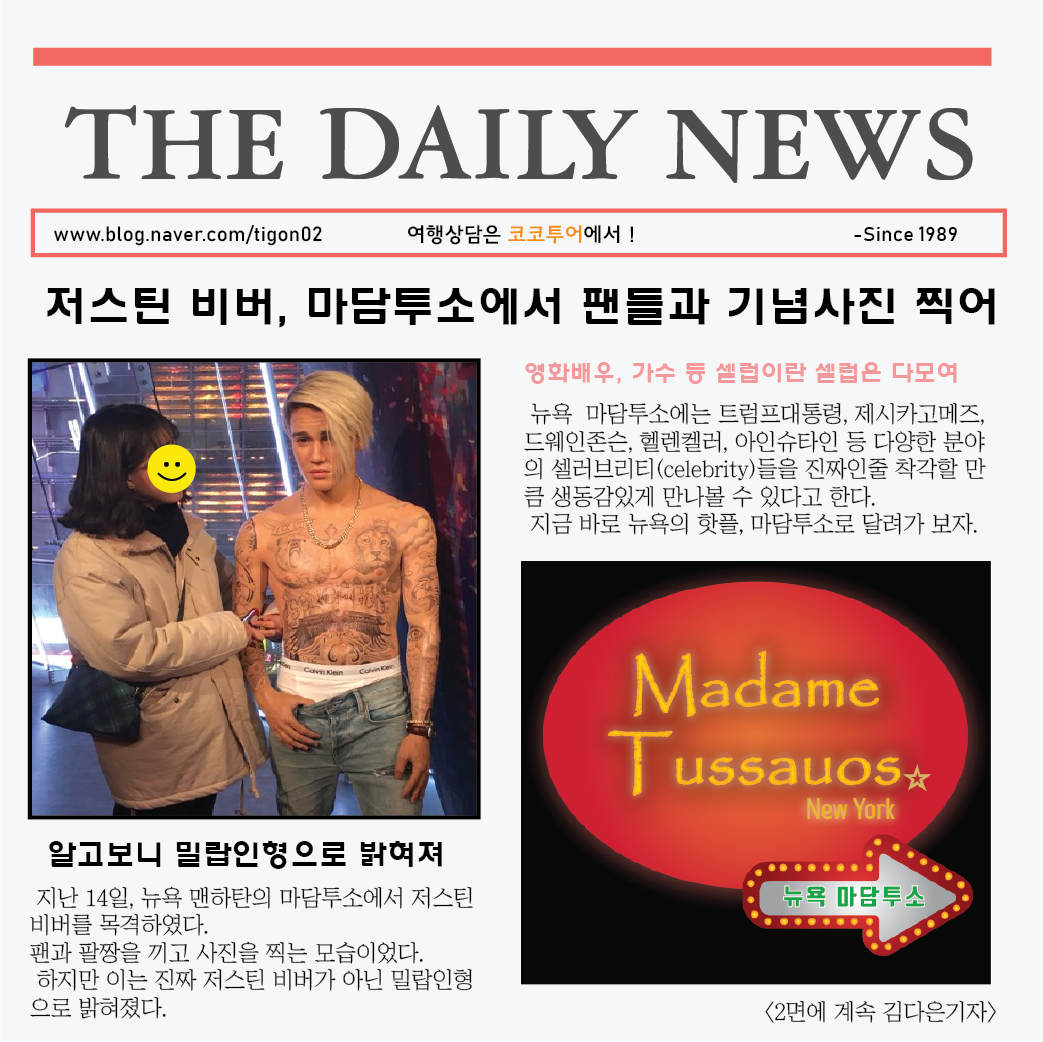 THE DAILY NEWS
www.blog.naver.com/tigon02 여행상담은 코코투어에서 ! -Since 1989
저스틴 비버, 마담투소에서 팬들과 기념사진 찍어
Calvin Klein Calvin Klein
알고보니 밀랍인형으로 밝혀져
지난 14일, 뉴욕 맨하탄의 마담투소에서 저스틴
비버를 목격하였다.
팬과 팔짱을 끼고 사진을 찍는 모습이었다.
하지만 이는 진짜 저스틴 비버가 아닌 밀랍인형
으로 밝혀졌다.
영화배우, 가수 등 셀럽이란 셀럽은 다모여
뉴욕 마담투소에는 트럼프대통령, 제시카고메즈,
드웨인존슨, 헬렌켈러, 아인슈타인 등 다양한 분야
의 셀러브리티(celebrity)들을 진짜인줄 착각할 만
큼 생동감있게 만나볼 수 있다고 한다.
지금 바로 뉴욕의 핫플, 마담투소로 달려가 보자.
Madame
Tussauos
New York
뉴욕 마담투소
<2면에 계속 김다은기자>